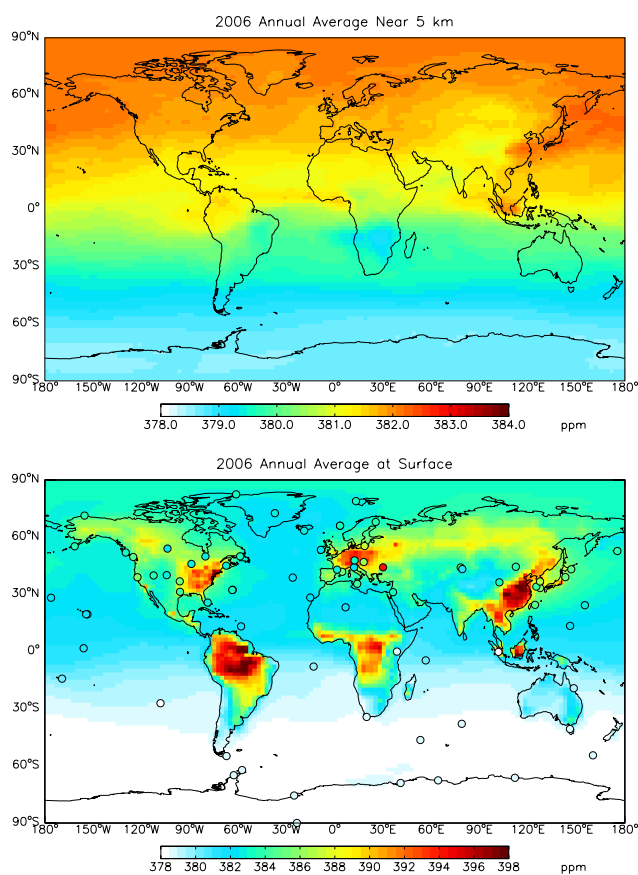 2006 Annual Average Near 5 km
90°N
60°N
30°N
0°
30°S
60°S
90°S
180° 150°W 120°W 90°W 60°W 30°W 0° 30°E 60°E 90°E 120°E 150°E 180°
378.0 379.0 380.0 381.0 382.0 383.0 384.0 ppm
2006 Annual Average at Surface
90°N
60°N
30°N
0°
30°S
60°S
90°S
180° 150°W 120°W 90°W 60°W 30°W 0° 30°E 60°E 90°E 120°E 150°E 180°
378 380 382 384 386 388 390 392 394 396 398 ppm